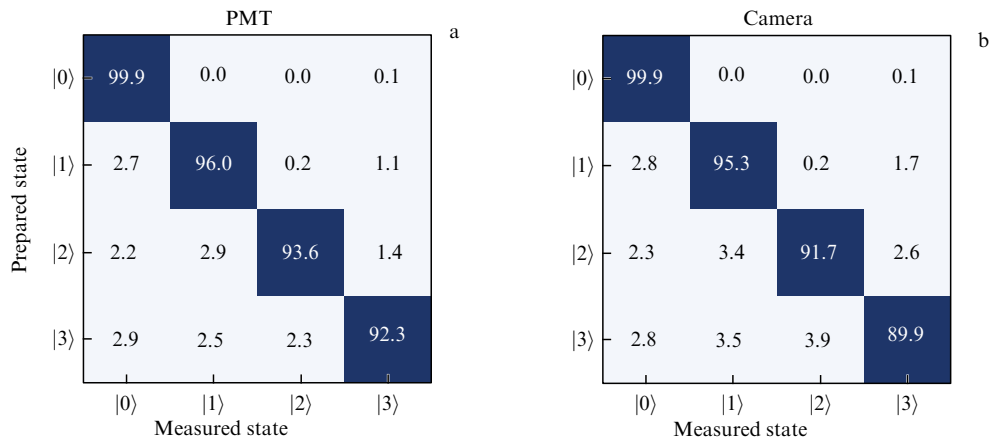 PMT
a
|0⟩ 99.9 0.0 0.0 0.1
|1⟩ 2.7 96.0 0.2 1.1
|2⟩ 2.2 2.9 93.6 1.4
|3⟩ 2.9 2.5 2.3 92.3
|0⟩ |1⟩ |2⟩ |3⟩
Prepared state
Measured state
Camera
b
|0⟩ 99.9 0.0 0.0 0.1
|1⟩ 2.8 95.3 0.2 1.7
|2⟩ 2.3 3.4 91.7 2.6
|3⟩ 2.8 3.5 3.9 89.9
|0⟩ |1⟩ |2⟩ |3⟩
Measured state